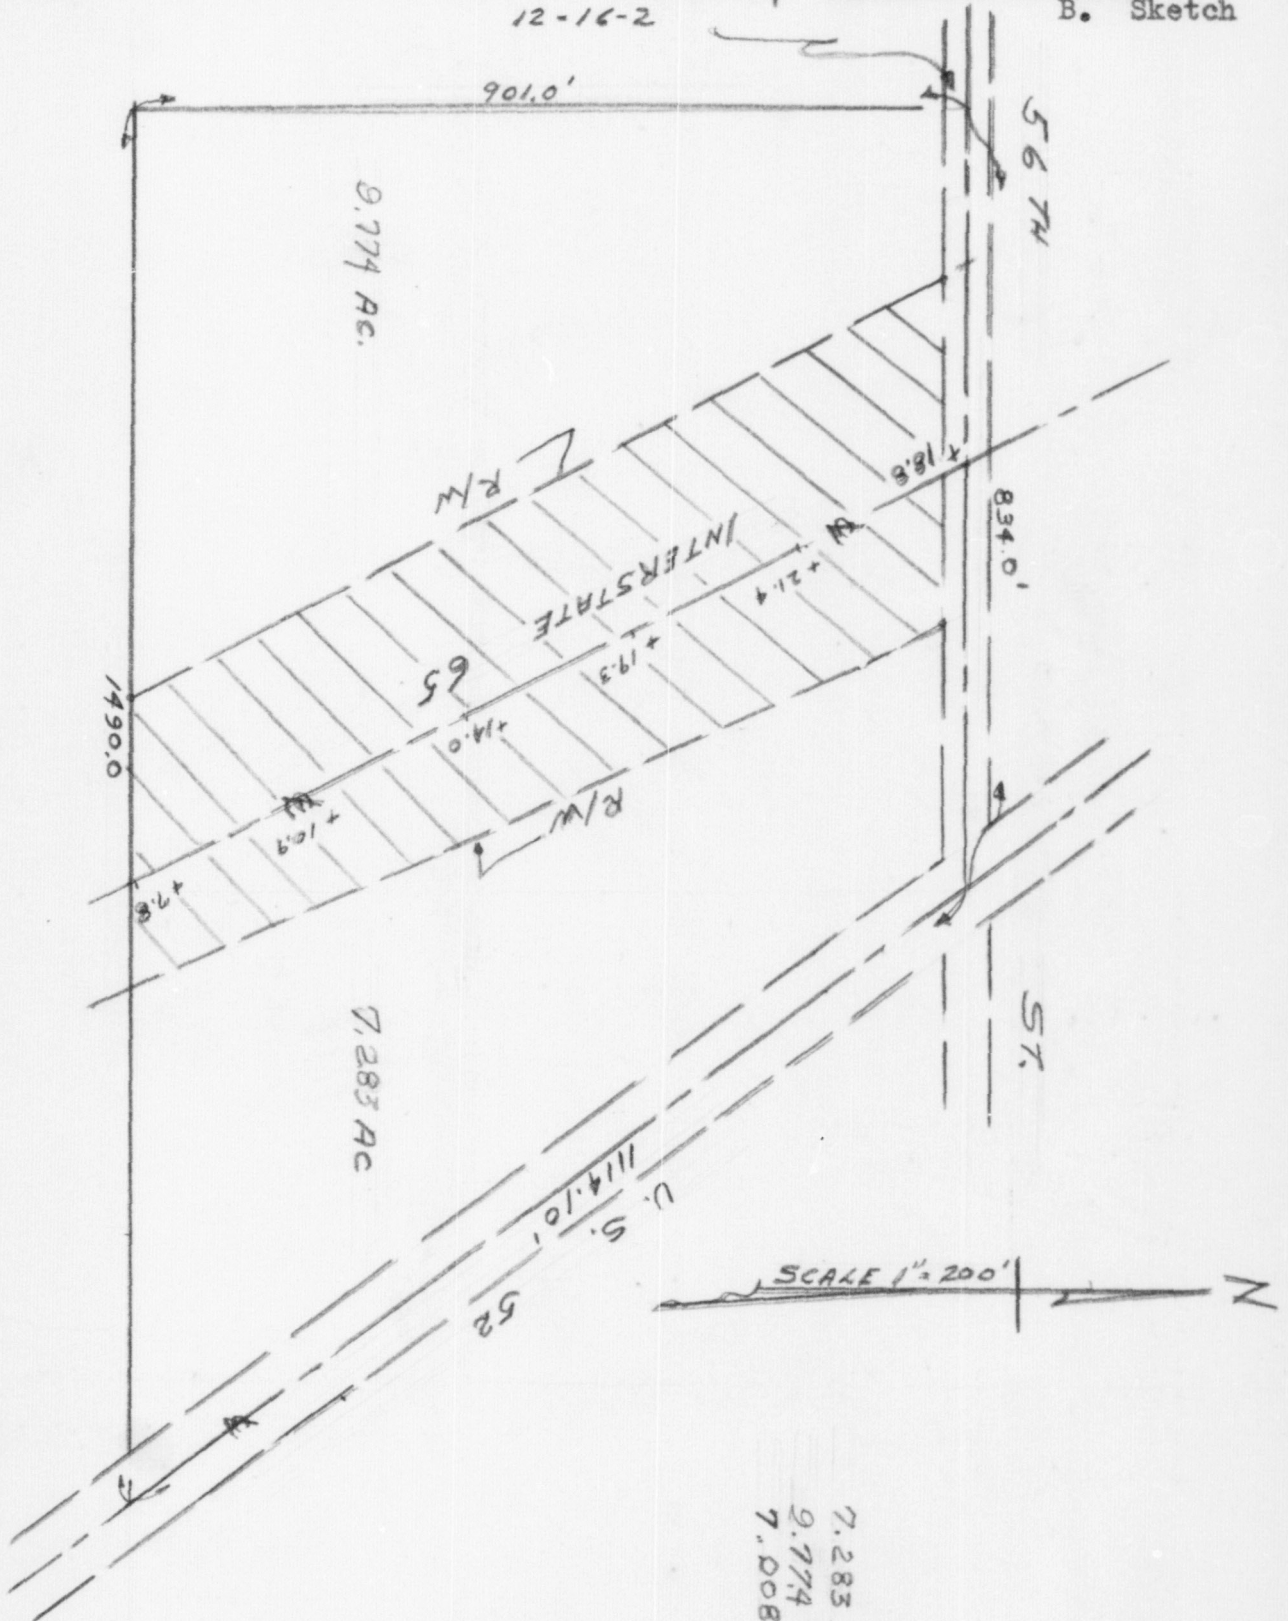 12-16-2
B. Sketch
901.0'
56 TH
9.774 Ac.
R/W
+18.8
834.0'
INTERSTATE
65
+21.4
+19.3
+14.0
+10.9
+7.8
1490.0
R/W
7.283 Ac
ST.
1114.10'
U. S.
52
SCALE 1" = 200'
N
7.283
9.774
7.008